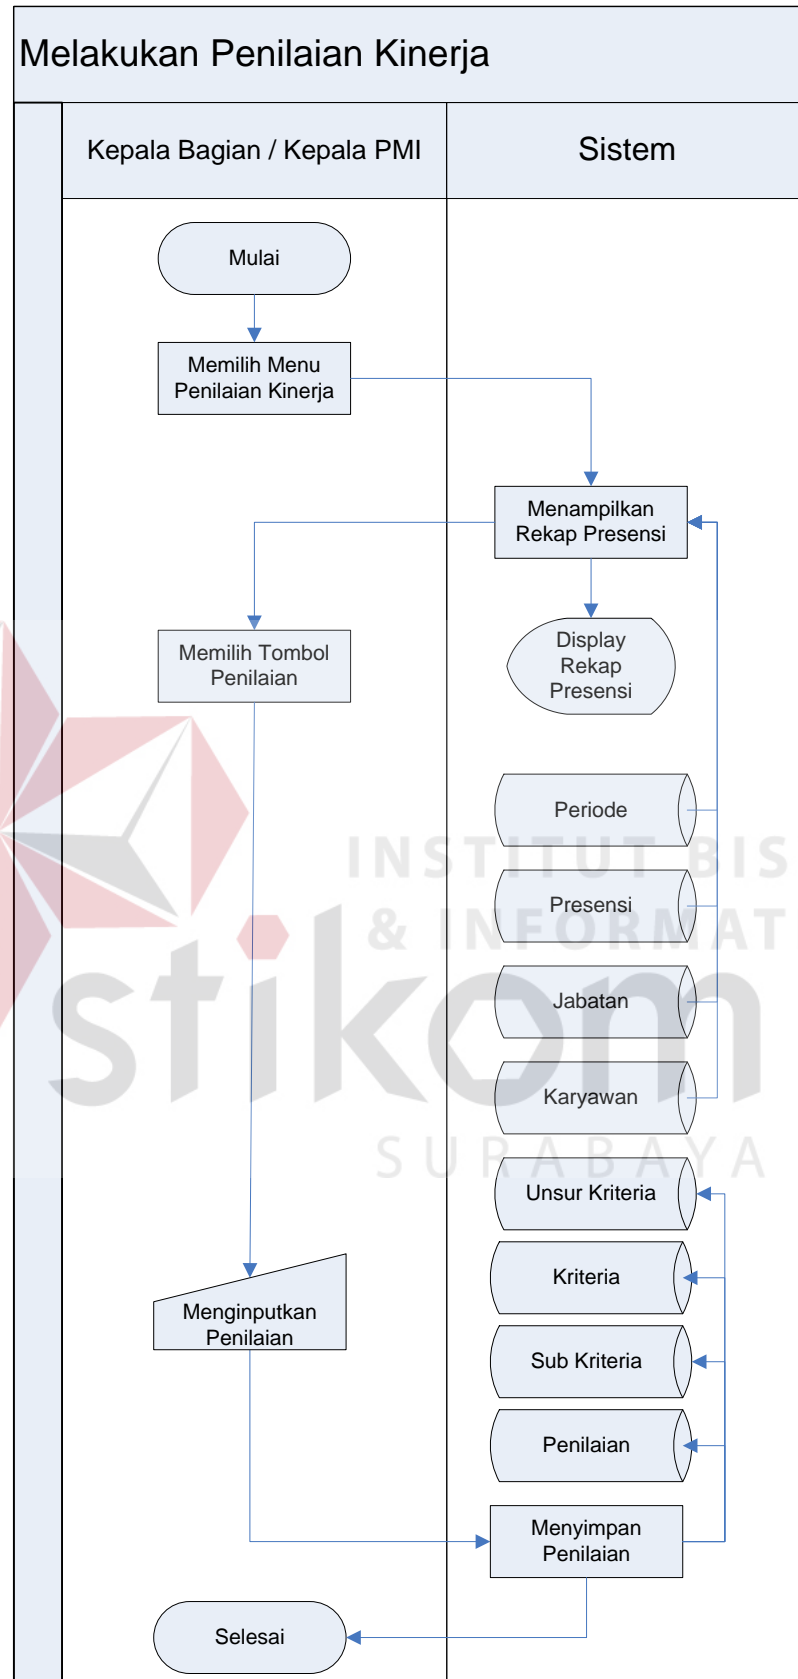 Melakukan Penilaian Kinerja
Kepala Bagian / Kepala PMI
Sistem
Mulai
Memilih Menu
Penilaian Kinerja
Menampilkan
Rekap Presensi
Memilih Tombol
Penilaian
Display
Rekap
Presensi
Periode
INSTITUT BIS
Presensi
& INFORMAT
stikom
Jabatan
Karyawan
SURABAYA
Unsur Kriteria
Kriteria
Menginputkan
Penilaian
Sub Kriteria
Penilaian
Menyimpan
Penilaian
Selesai